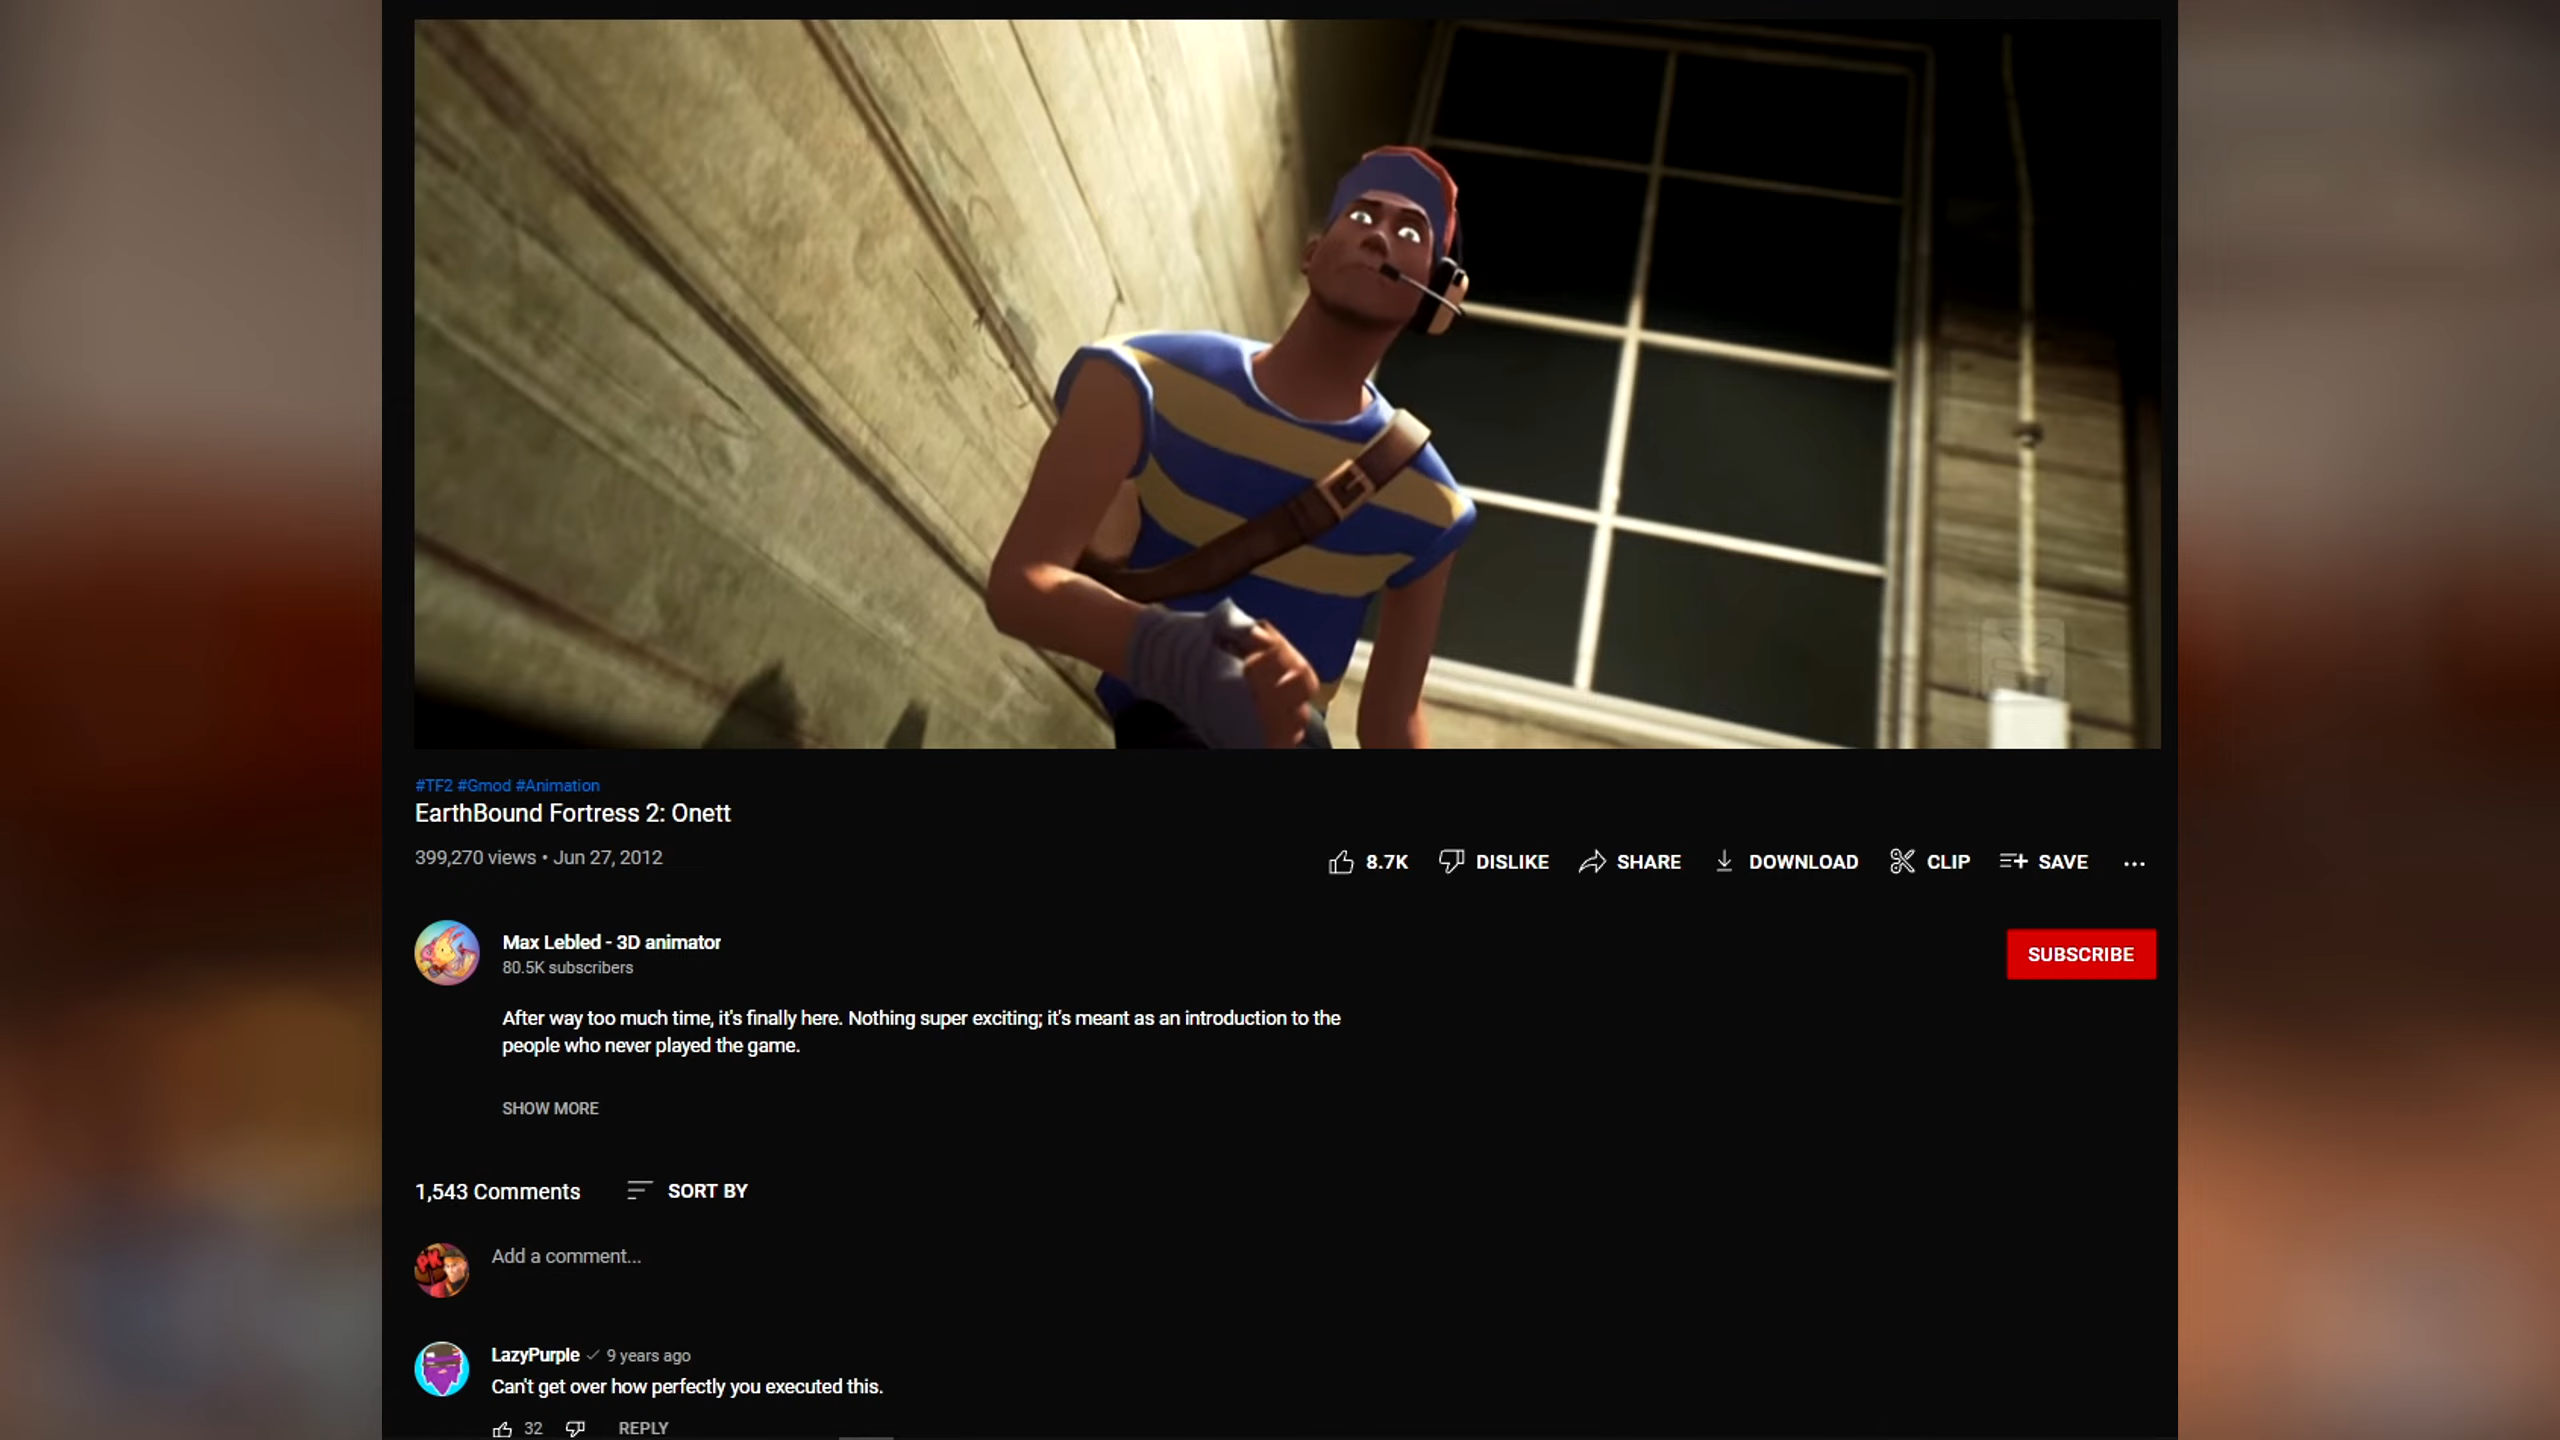 #TF2 #Gmod #Animation
EarthBound Fortress 2: Onett
399,270 views • Jun 27, 2012
8.7K DISLIKE SHARE DOWNLOAD CLIP SAVE ...
Max Lebled - 3D animator
80.5K subscribers
SUBSCRIBE
After way too much time, it's finally here. Nothing super exciting; it's meant as an introduction to the
people who never played the game.
SHOW MORE
1,543 Comments SORT BY
PK
Add a comment...
LazyPurple 9 years ago
Can't get over how perfectly you executed this.
32 REPLY